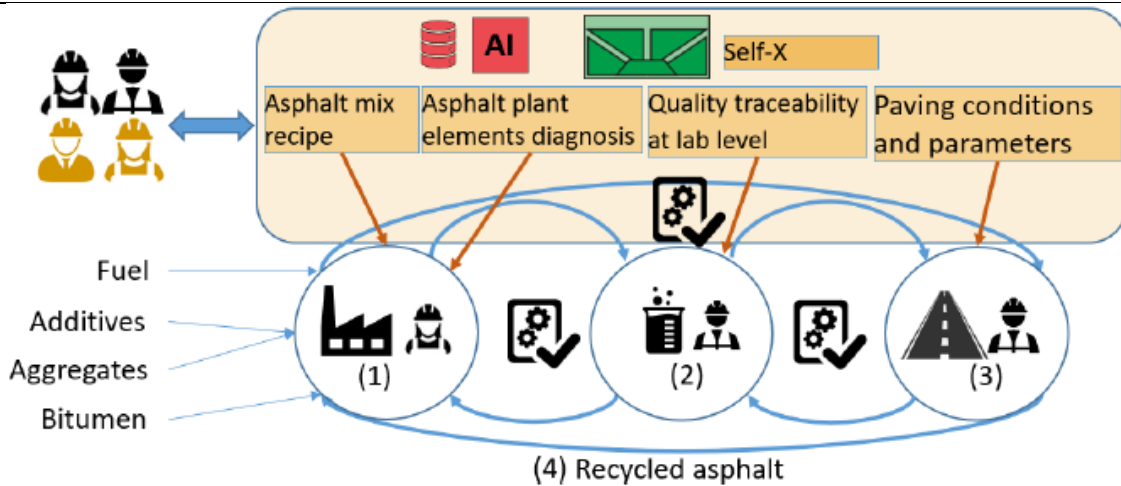 AI
Self-X
Asphalt mix
recipe
Asphalt plant
elements diagnosis
Quality traceability
at lab level
Paving conditions
and parameters
Fuel
Additives
Aggregates
Bitumen
(1)
(2)
(3)
(4) Recycled asphalt